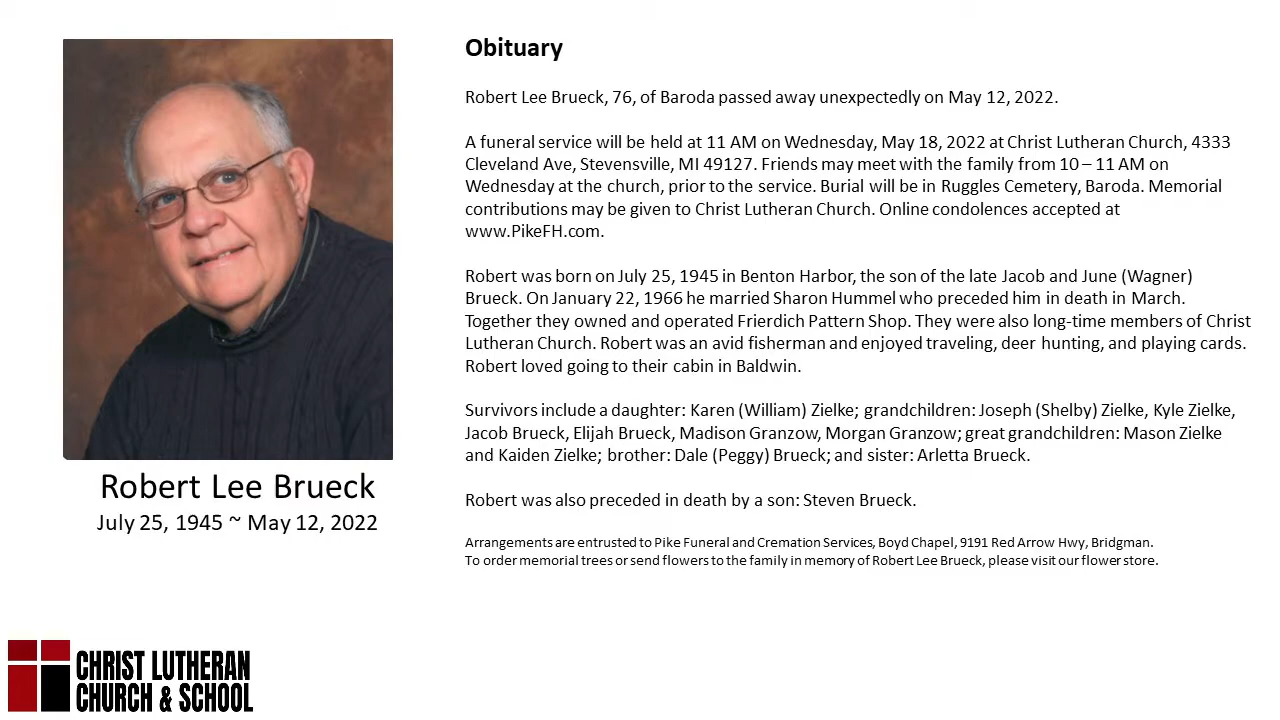 Obituary
Robert Lee Brueck, 76, of Baroda passed away unexpectedly on May 12, 2022.
A funeral service will be held at 11 AM on Wednesday, May 18, 2022 at Christ Lutheran Church, 4333
Cleveland Ave, Stevensville, MI 49127. Friends may meet with the family from 10 – 11 AM on
Wednesday at the church, prior to the service. Burial will be in Ruggles Cemetery, Baroda. Memorial
contributions may be given to Christ Lutheran Church. Online condolences accepted at
www.PikeFH.com.
Robert was born on July 25, 1945 in Benton Harbor, the son of the late Jacob and June (Wagner)
Brueck. On January 22, 1966 he married Sharon Hummel who preceded him in death in March.
Together they owned and operated Frierdich Pattern Shop. They were also long-time members of Christ
Lutheran Church. Robert was an avid fisherman and enjoyed traveling, deer hunting, and playing cards.
Robert loved going to their cabin in Baldwin.
Survivors include a daughter: Karen (William) Zielke; grandchildren: Joseph (Shelby) Zielke, Kyle Zielke,
Jacob Brueck, Elijah Brueck, Madison Granzow, Morgan Granzow; great grandchildren: Mason Zielke
and Kaiden Zielke; brother: Dale (Peggy) Brueck; and sister: Arletta Brueck.
Robert was also preceded in death by a son: Steven Brueck.
Arrangements are entrusted to Pike Funeral and Cremation Services, Boyd Chapel, 9191 Red Arrow Hwy, Bridgman.
To order memorial trees or send flowers to the family in memory of Robert Lee Brueck, please visit our flower store.
Robert Lee Brueck
July 25, 1945 ~ May 12, 2022
CHRIST LUTHERAN
CHURCH & SCHOOL